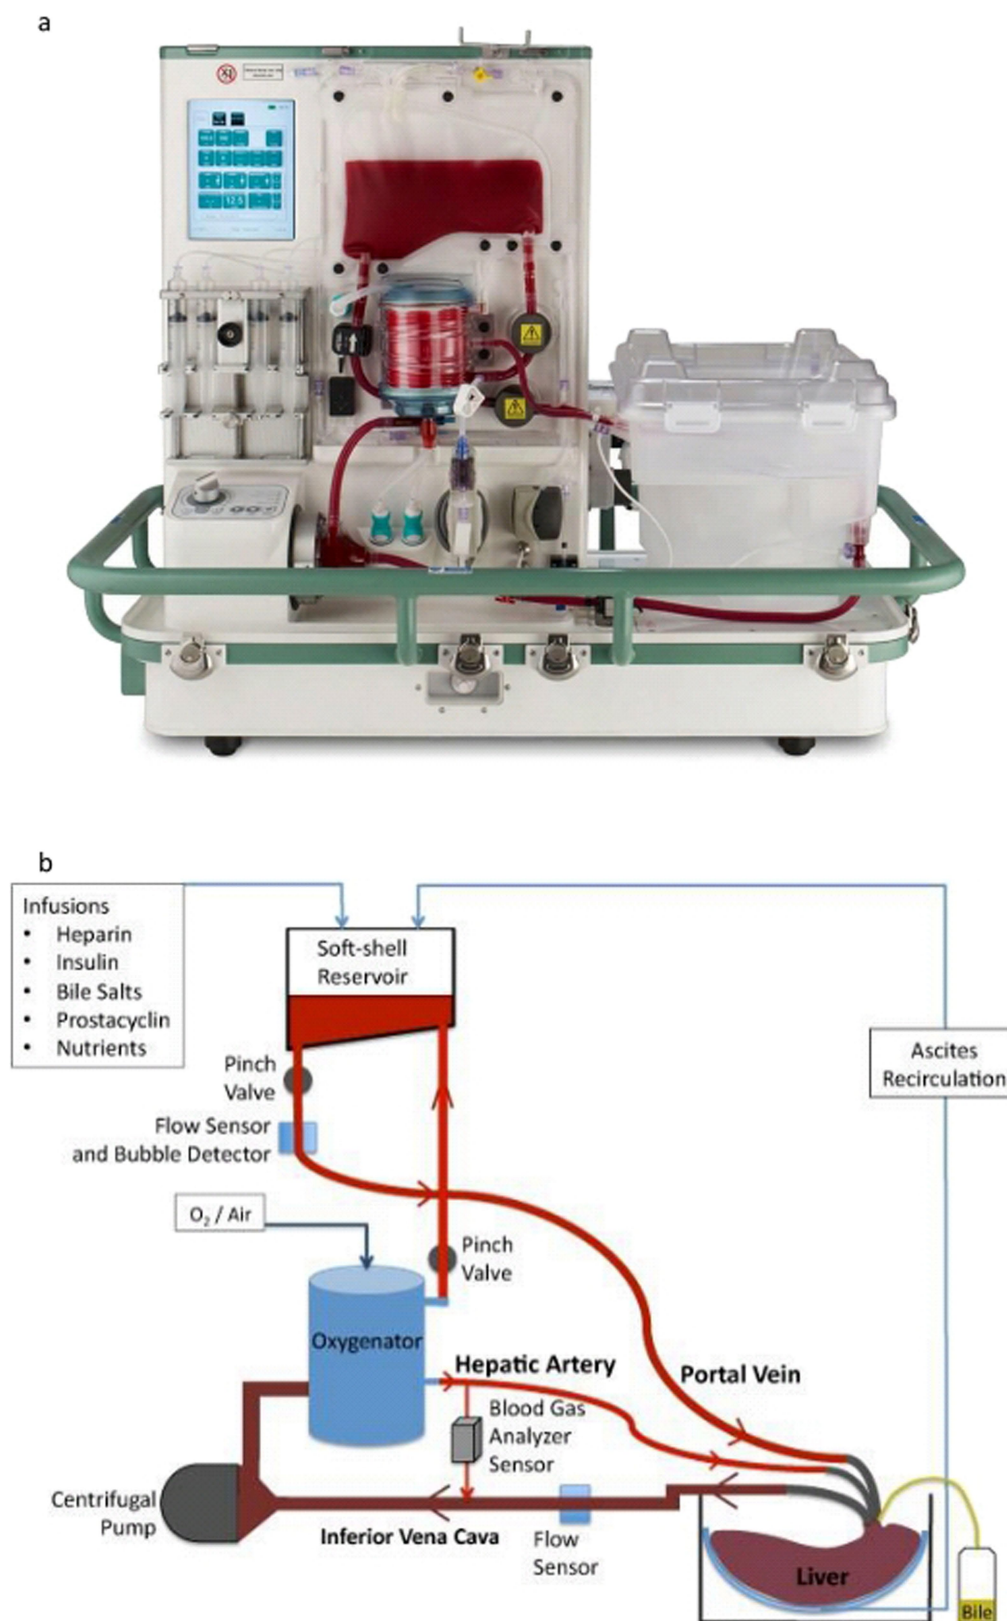 a
12.5
b
Infusions
• Heparin
• Insulin
• Bile Salts
• Prostacyclin
• Nutrients
Soft-shell
Reservoir
Pinch
Valve
Flow Sensor
and Bubble Detector
Ascites
Recirculation
O₂ / Air
Pinch
Valve
Oxygenator
Hepatic Artery
Portal Vein
Blood Gas
Analyzer
Sensor
Centrifugal
Pump
Inferior Vena Cava
Flow
Sensor
Liver
Bile